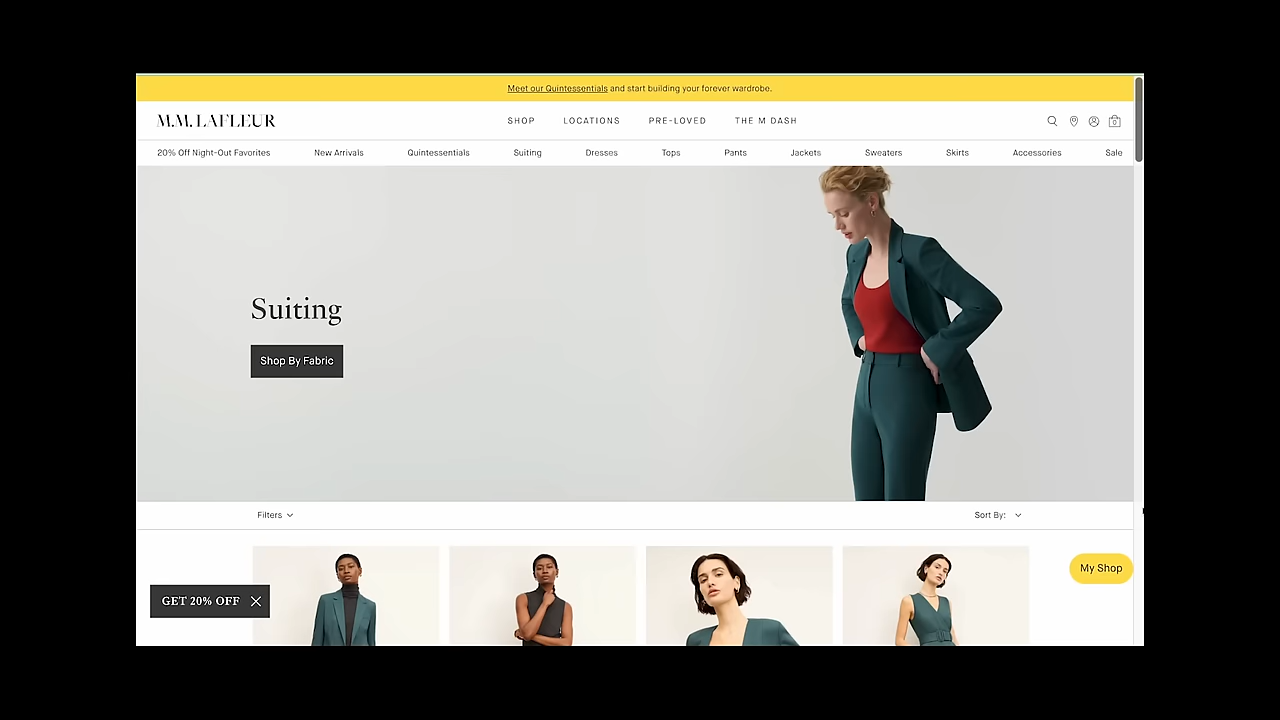 Meet our Quintessentials and start building your forever wardrobe.
M.M.LAFLEUR
SHOP LOCATIONS PRE-LOVED THE M DASH
0
20% Off Night-Out Favorites New Arrivals Quintessentials Suiting Dresses Tops Pants Jackets Sweaters Skirts Accessories Sale
Suiting
Shop By Fabric
Filters
Sort By:
My Shop
GET 20% OFF